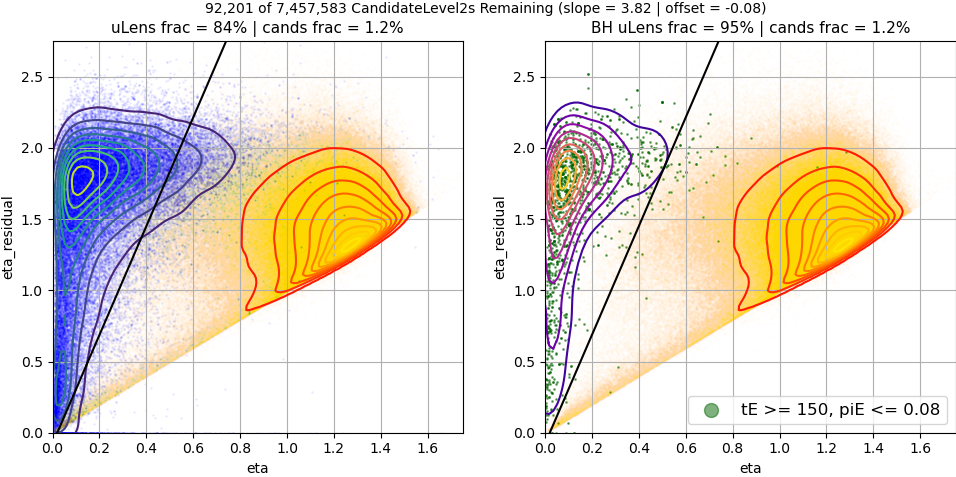 92,201 of 7,457,583 CandidateLevel2s Remaining (slope = 3.82 | offset = -0.08)
uLens frac = 84% | cands frac = 1.2%
BH uLens frac = 95% | cands frac = 1.2%
eta_residual
2.5
2.0
1.5
1.0
0.5
0.0
0.0 0.2 0.4 0.6 0.8 1.0 1.2 1.4 1.6
eta
eta_residual
2.5
2.0
1.5
1.0
0.5
0.0
tE >= 150, piE <= 0.08
0.0 0.2 0.4 0.6 0.8 1.0 1.2 1.4 1.6
eta